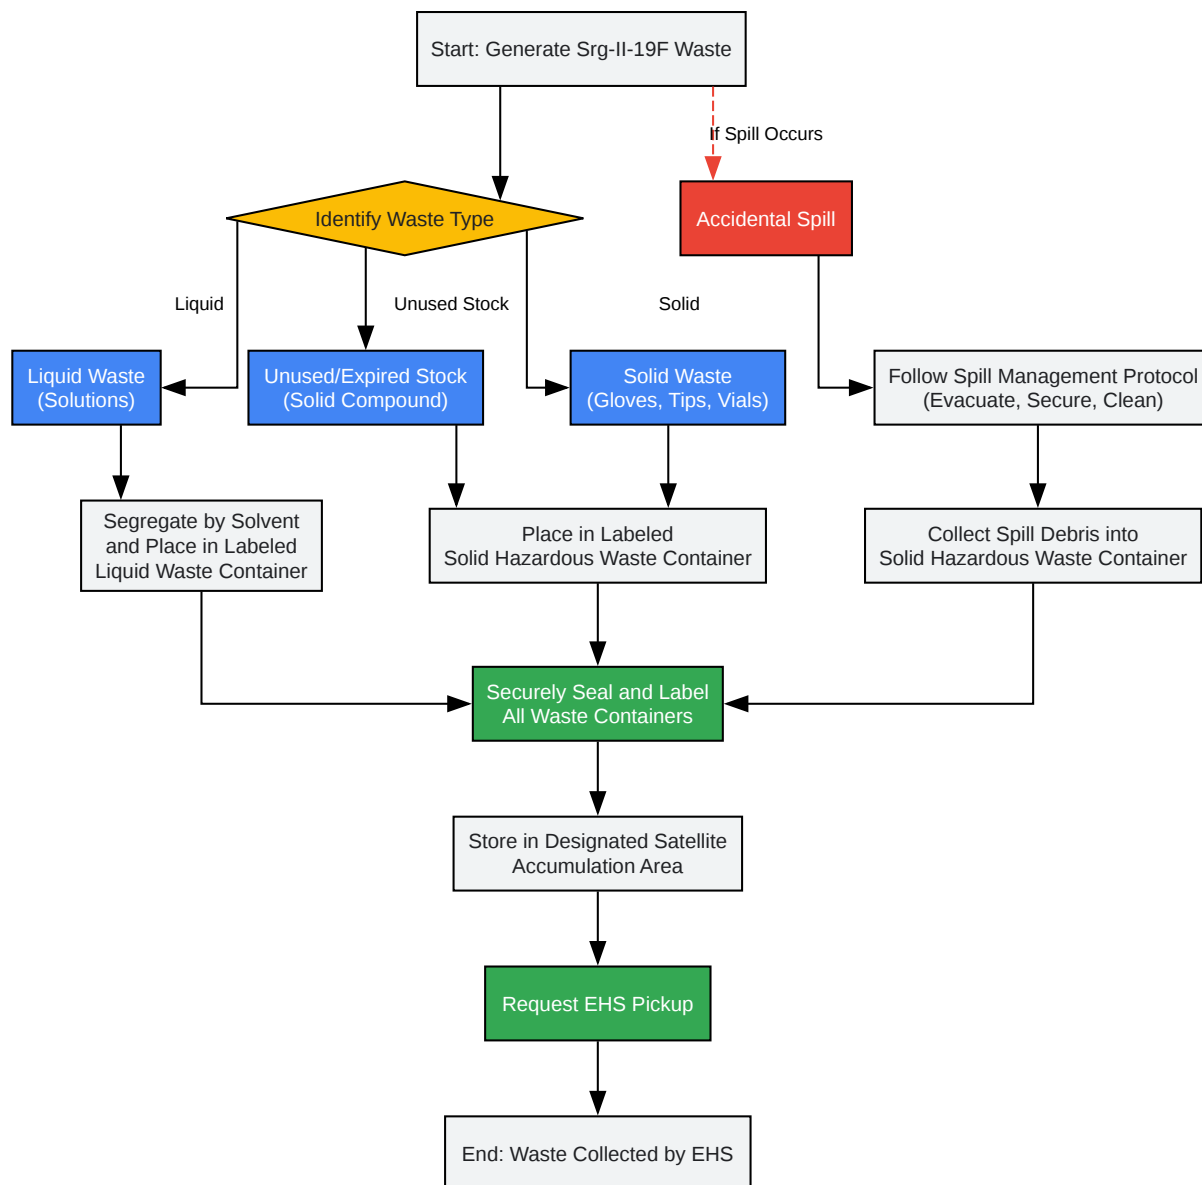 Start: Generate Srg-II-19F Waste
If Spill Occurs
Identify Waste Type
Accidental Spill
Liquid
Unused Stock
Solid
Liquid Waste
(Solutions)
Unused/Expired Stock
(Solid Compound)
Solid Waste
(Gloves, Tips, Vials)
Follow Spill Management Protocol
(Evacuate, Secure, Clean)
Segregate by Solvent
and Place in Labeled
Liquid Waste Container
Place in Labeled
Solid Hazardous Waste Container
Collect Spill Debris into
Solid Hazardous Waste Container
Securely Seal and Label
All Waste Containers
Store in Designated Satellite
Accumulation Area
Request EHS Pickup
End: Waste Collected by EHS